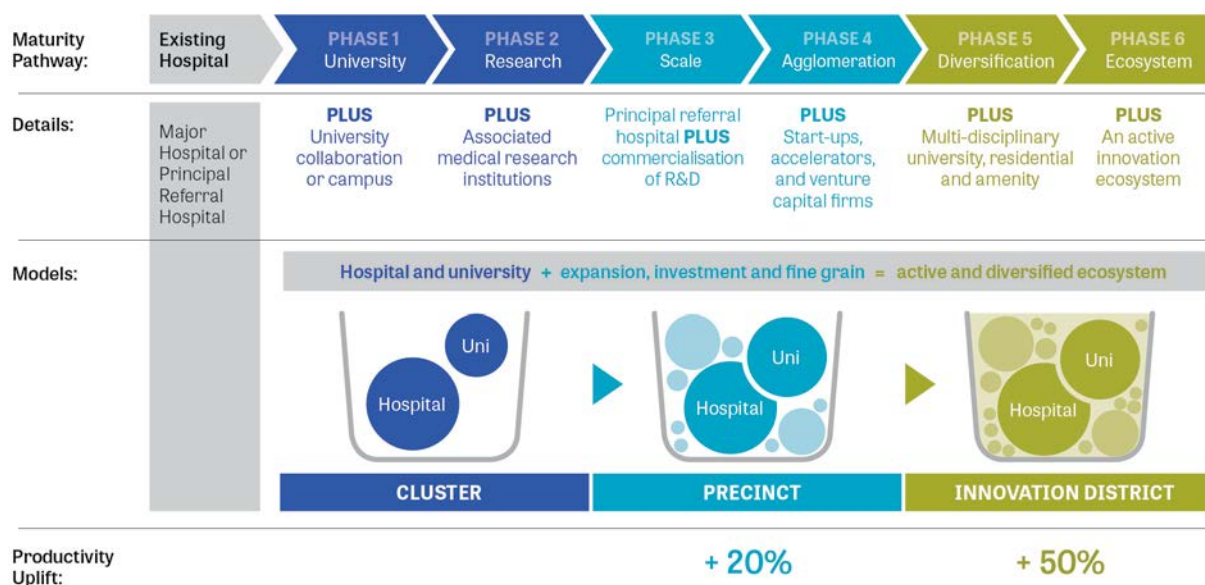 Maturity
Pathway:
Existing
Hospital
PHASE 1
University
PHASE 2
Research
PHASE 3
Scale
PHASE 4
Agglomeration
PHASE 5
Diversification
PHASE 6
Ecosystem
Details:
Major
Hospital or
Principal
Referral
Hospital
PLUS
University
collaboration
or campus
PLUS
Associated
medical research
institutions
Principal referral
hospital PLUS
commercialisation
of R&D
PLUS
Start-ups,
accelerators,
and venture
capital firms
PLUS
Multi-disciplinary
university, residential
and amenity
PLUS
An active
innovation
ecosystem
Models:
Hospital and university + expansion, investment and fine grain = active and diversified ecosystem
Uni
Hospital
Uni
Hospital
Uni
Hospital
CLUSTER
PRECINCT
INNOVATION DISTRICT
Productivity
Uplift:
+ 20%
+ 50%